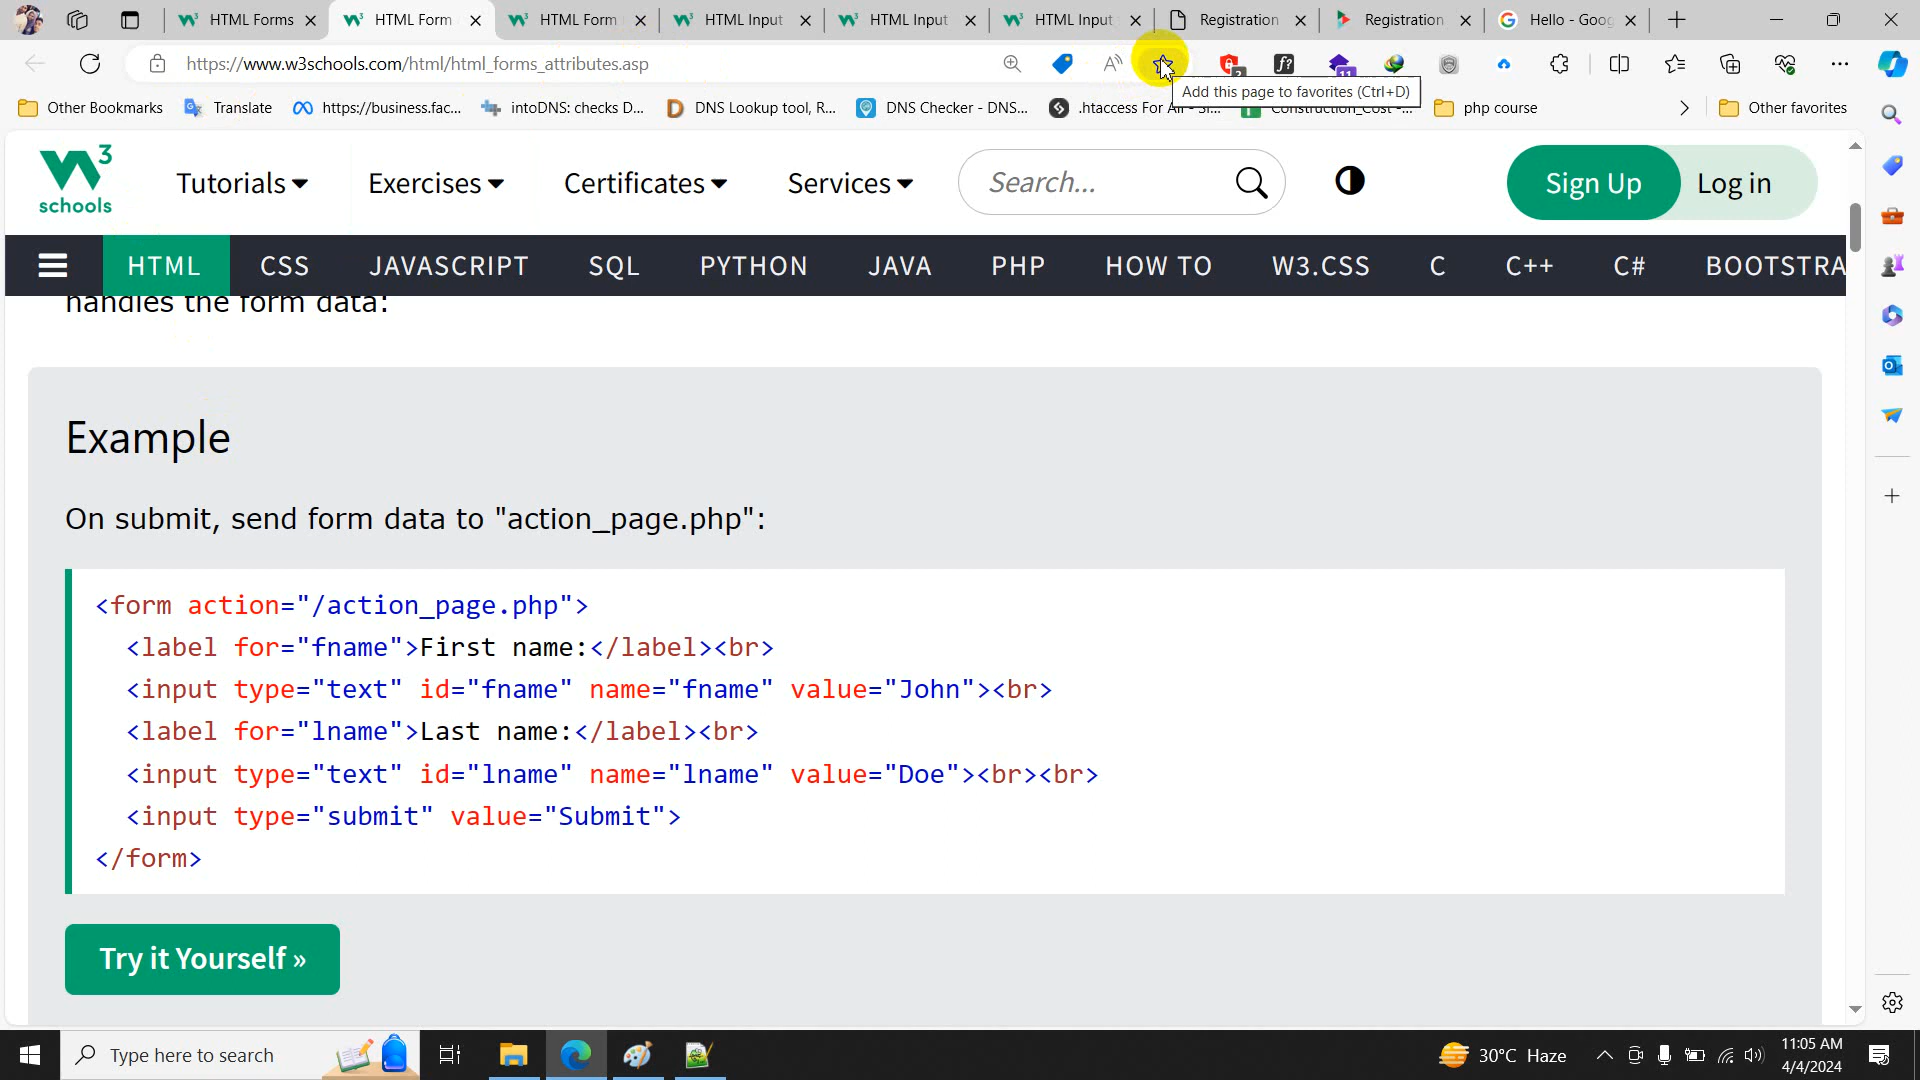 HTML Forms
HTML Form
HTML Form
HTML Input
HTML Input
HTML Input
Registration
Registration
Hello - Goog
https://www.w3schools.com/html/html_forms_attributes.asp
f?
2
11
Add this page to favorites (Ctrl+D)
Other Bookmarks
Translate
https://business.fac...
intoDNS: checks D...
DNS Lookup tool, R...
DNS Checker - DNS...
.htaccess For All - Si...
Construction_Cost -...
php course
Other favorites
W3
schools
Tutorials
Exercises
Certificates
Services
Search...
Sign Up
Log in
HTML
CSS
JAVASCRIPT
SQL
PYTHON
JAVA
PHP
HOW TO
W3.CSS
C
C++
C#
BOOTSTRA
handles the form data:
Example
On submit, send form data to "action_page.php":
<form action="/action_page.php">
<label for="fname">First name:</label><br>
<input type="text" id="fname" name="fname" value="John"><br>
<label for="lname">Last name:</label><br>
<input type="text" id="lname" name="lname" value="Doe"><br><br>
<input type="submit" value="Submit">
</form>
Try it Yourself »
Type here to search
30°C Haze
11:05 AM
4/4/2024